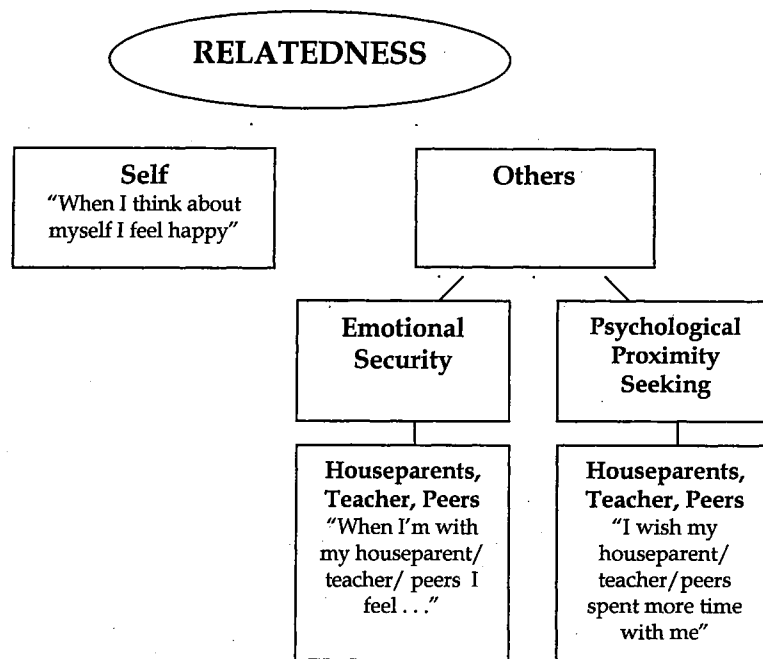 RELATEDNESS
Self
“When I think about
myself I feel happy”
Others
Emotional
Security
Psychological
Proximity
Seeking
Houseparents,
Teacher, Peers
“When I’m with
my houseparent/
teacher/ peers I
feel . . .”
Houseparents,
Teacher, Peers
“I wish my
houseparent/
teacher/peers
spent more time
with me”